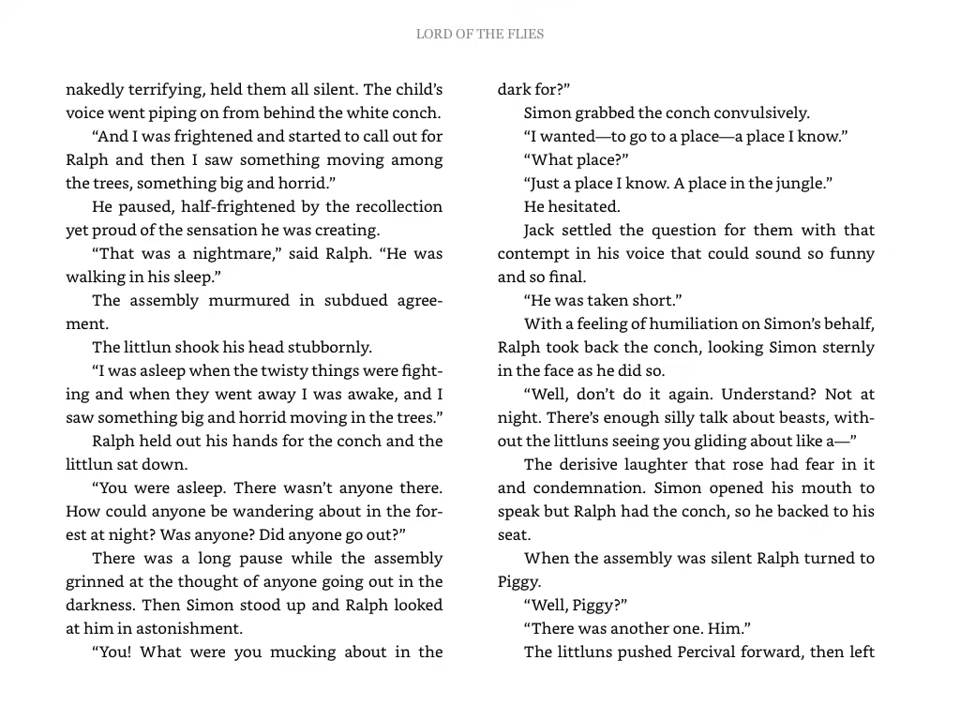 LORD OF THE FLIES
nakedly terrifying, held them all silent. The child’s
voice went piping on from behind the white conch.
“And I was frightened and started to call out for
Ralph and then I saw something moving among
the trees, something big and horrid.”
He paused, half-frightened by the recollection
yet proud of the sensation he was creating.
“That was a nightmare,” said Ralph. “He was
walking in his sleep.”
The assembly murmured in subdued agree-
ment.
The littlun shook his head stubbornly.
“I was asleep when the twisty things were fight-
ing and when they went away I was awake, and I
saw something big and horrid moving in the trees.”
Ralph held out his hands for the conch and the
littlun sat down.
“You were asleep. There wasn’t anyone there.
How could anyone be wandering about in the for-
est at night? Was anyone? Did anyone go out?”
There was a long pause while the assembly
grinned at the thought of anyone going out in the
darkness. Then Simon stood up and Ralph looked
at him in astonishment.
“You! What were you mucking about in the
dark for?”
Simon grabbed the conch convulsively.
“I wanted—to go to a place—a place I know.”
“What place?”
“Just a place I know. A place in the jungle.”
He hesitated.
Jack settled the question for them with that
contempt in his voice that could sound so funny
and so final.
“He was taken short.”
With a feeling of humiliation on Simon’s behalf,
Ralph took back the conch, looking Simon sternly
in the face as he did so.
“Well, don’t do it again. Understand? Not at
night. There’s enough silly talk about beasts, with-
out the littluns seeing you gliding about like a—”
The derisive laughter that rose had fear in it
and condemnation. Simon opened his mouth to
speak but Ralph had the conch, so he backed to his
seat.
When the assembly was silent Ralph turned to
Piggy.
“Well, Piggy?”
“There was another one. Him.”
The littluns pushed Percival forward, then left